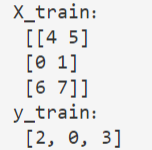 X_train:
[[4 5]
[0 1]
[6 7]]
y_train:
[2, 0, 3]